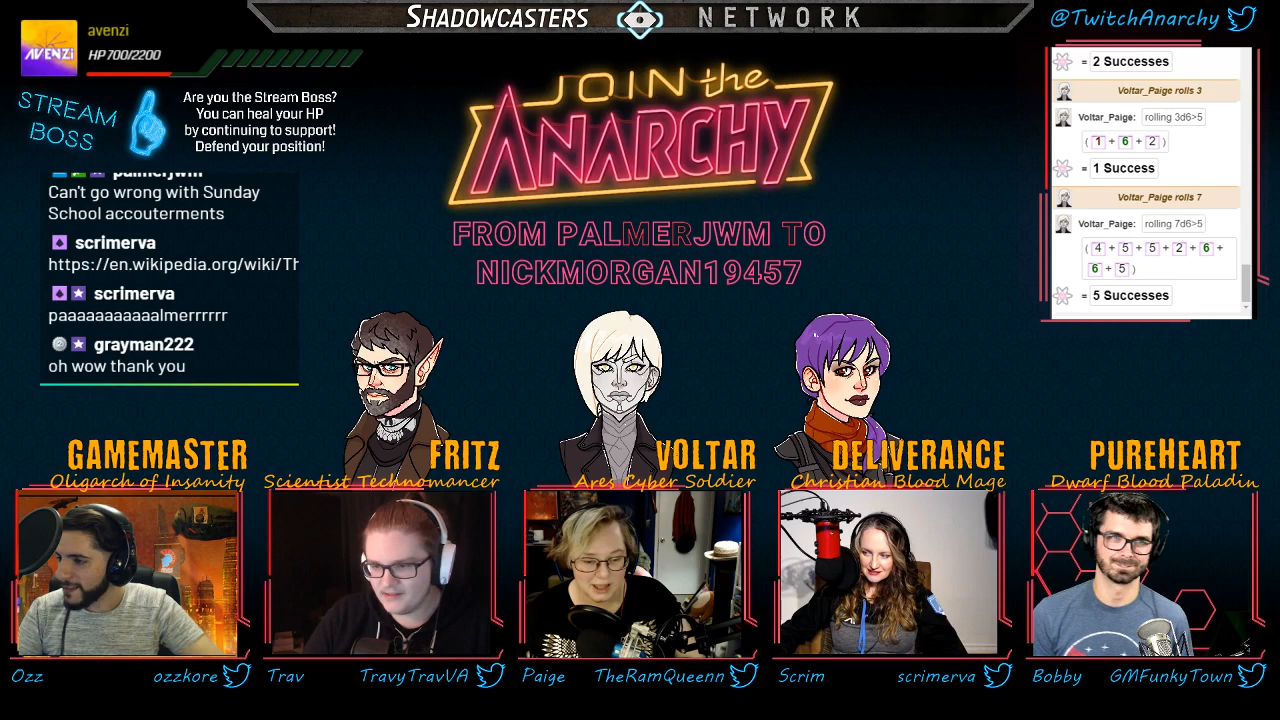 SHADOWCASTERS NETWORK
@TwitchAnarchy
AVENZI
avenzi
HP 700/2200
STREAM
BOSS
Are you the Stream Boss?
You can heal your HP
by continuing to support!
Defend your position!
palmerjwm
Can't go wrong with Sunday
School accouterments
scrimerva
https://en.wikipedia.org/wiki/Th
scrimerva
paaaaaaaaaaalmerrrrrr
grayman222
oh wow thank you
JOIN the
ANARCHY
FROM PALMERJWM TO
NICKMORGAN19457
= 2 Successes
Voltar_Paige rolls 3
Voltar_Paige: rolling 3d6>5
( 1 + 6 + 2 )
= 1 Success
Voltar_Paige rolls 7
Voltar_Paige: rolling 7d6>5
( 4 + 5 + 5 + 2 + 6 +
6 + 5 )
= 5 Successes
GAMEMASTER
Oligarch of Insanity
FRITZ
Scientist Technomancer
VOLTAR
Ares Cyber Soldier
DELIVERANCE
Christian Blood Mage
PUREHEART
Dwarf Blood Paladin
Ozz ozzkore
Trav TravyTravVA
Paige TheRamQueenn
Scrim scrimerva
Bobby GMFunkyTown